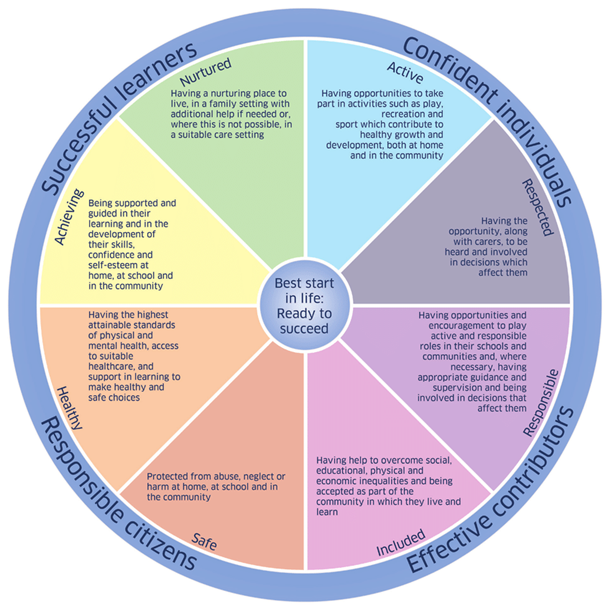 Successful learners
Confident individuals
Nurtured
Having a nurturing place to
live, in a family setting with
additional help if needed or,
where this is not possible, in
a suitable care setting
Active
Having opportunities to take
part in activities such as play,
recreation and
sport which contribute to
healthy growth and
development, both at home
and in the community
Achieving
Being supported and
guided in their
learning and in the
development of
their skills,
confidence and
self-esteem at
home, at school and
in the community
Respected
Having the
opportunity, along
with carers, to be
heard and involved
in decisions which
affect them
Best start
in life:
Ready to
succeed
Healthy
Having the highest
attainable standards
of physical and
mental health, access
to suitable
healthcare, and
support in learning to
make healthy and
safe choices
Responsible
Having opportunities and
encouragement to play
active and responsible
roles in their schools and
communities and, where
necessary, having
appropriate guidance and
supervision and being
involved in decisions that
affect them
Protected from abuse, neglect or
harm at home, at school and in
the community
Safe
Having help to overcome social,
educational, physical and
economic inequalities and being
accepted as part of the
community in which they live and
learn
Included
Responsible citizens
Effective contributors